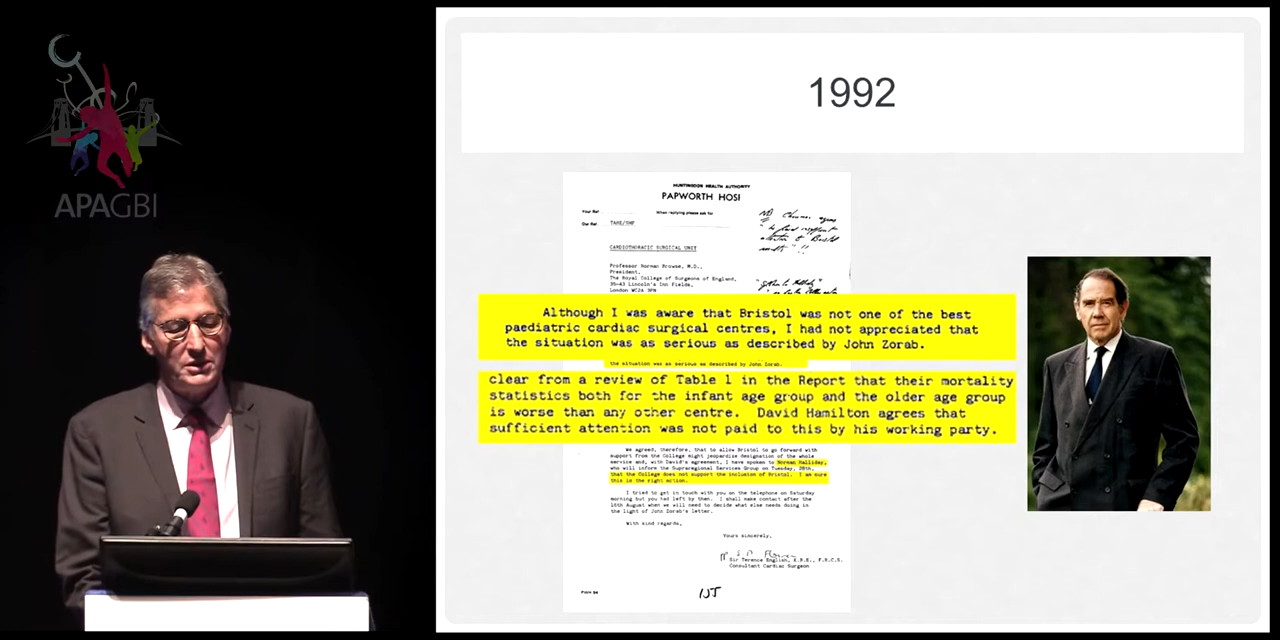 APAGBI
1992
HUNTINGDON HEALTH AUTHORITY
PAPWORTH HOSI
Your Ref
When replying please ask for
Our Ref
CARDIOTHORACIC SURGICAL UNIT
Professor Norman Browne, M.D.,
President,
The Royal College of Surgeons of England,
35-43 Lincoln's Inn Fields,
London WC2A 3PN
Although I was aware that Bristol was not one of the best
paediatric cardiac surgical centres, I had not appreciated that
the situation was as serious as described by John Zorab.
the situation was as serious as described by John Zorab.
clear from a review of Table 1 in the Report that their mortality
statistics both for the infant age group and the older age group
is worse than any other centre. David Hamilton agrees that
sufficient attention was not paid to this by his working party.
We agreed, therefore, that to allow Bristol to go forward with
support from the College might jeopardise designation of the whole
service and, with David's agreement, I have spoken to Norman Halliday,
who will inform the Supraregional Services Group on Tuesday, 28th,
that the College does not support the inclusion of Bristol. I am sure
this is the right action.
I tried to get in touch with you on the telephone on Saturday
morning but you had left by then. I shall make contact after the
16th August when we will need to decide what else needs doing in
the light of John Zorab's letter.
With kind regards,
Yours sincerely,
Sir Terence English, K.B.E., F.R.C.S.
Consultant Cardiac Surgeon